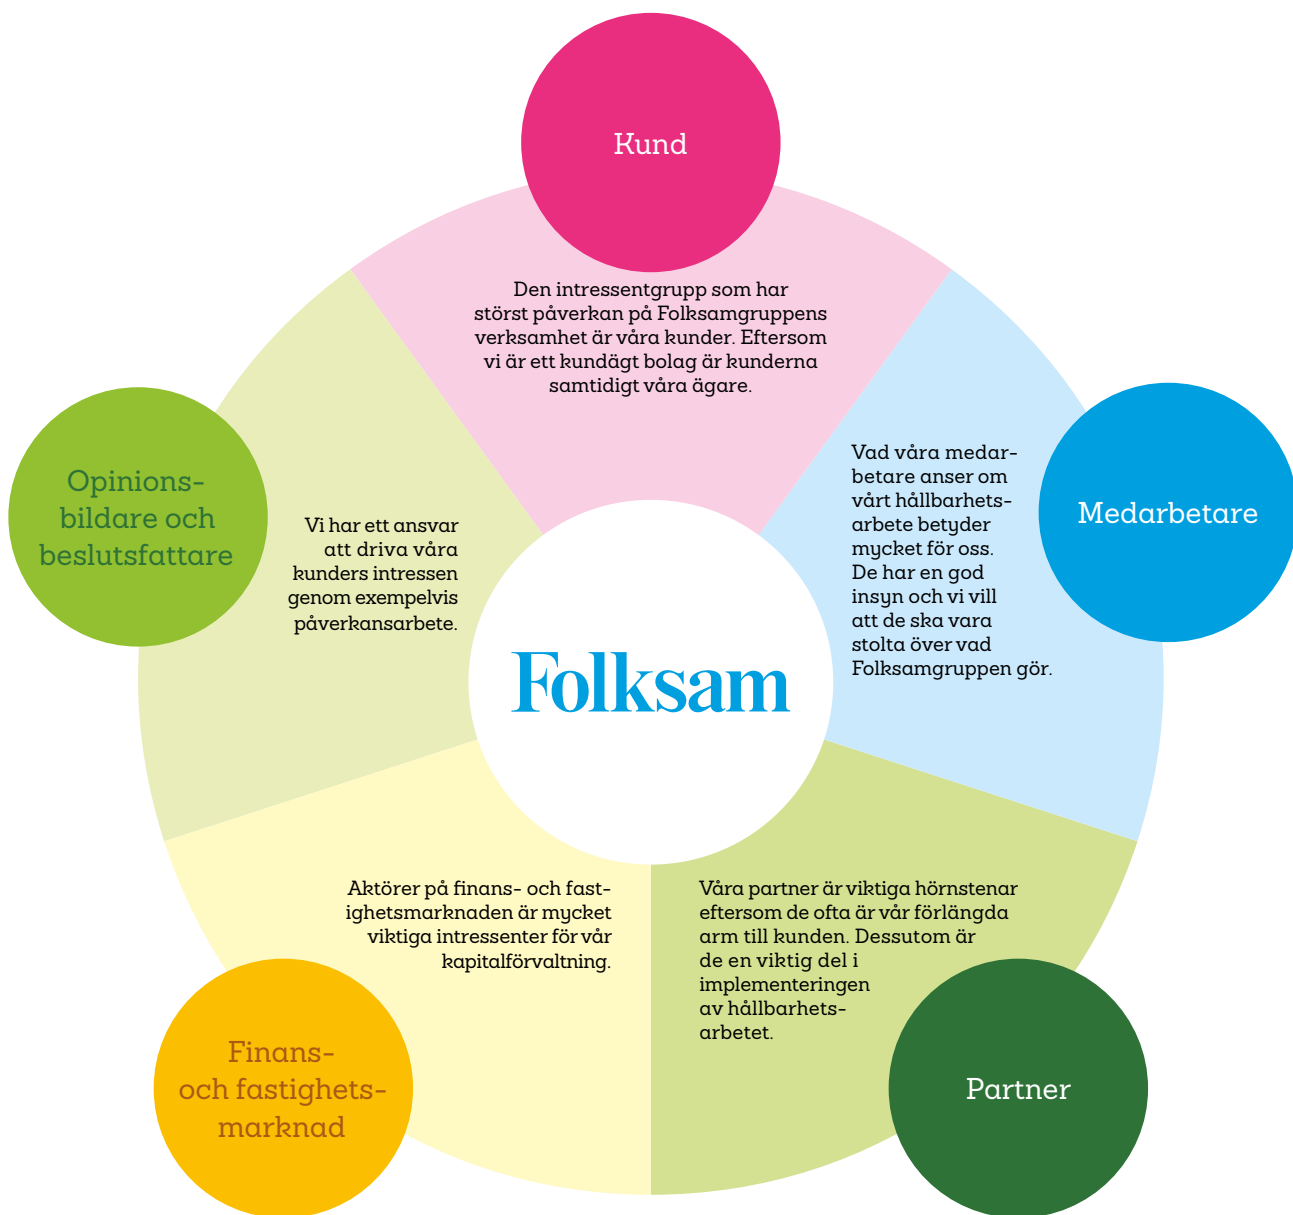 Kund
Den intressentgrupp som har
störst påverkan på Folksamgruppens
verksamhet är våra kunder. Eftersom
vi är ett kundägt bolag är kunderna
samtidigt våra ägare.
Medarbetare
Vad våra medar-
betare anser om
vårt hållbarhets-
arbete betyder
mycket för oss.
De har en god
insyn och vi vill
att de ska vara
stolta över vad
Folksamgruppen gör.
Partner
Våra partner är viktiga hörnstenar
eftersom de ofta är vår förlängda
arm till kunden. Dessutom är
de en viktig del i
implementeringen
av hållbarhets-
arbetet.
Finans-
och fastighets-
marknad
Aktörer på finans- och fast-
ighetsmarknaden är mycket
viktiga intressenter för vår
kapitalförvaltning.
Opinions-
bildare och
beslutsfattare
Vi har ett ansvar
att driva våra
kunders intressen
genom exempelvis
påverkansarbete.
Folksam